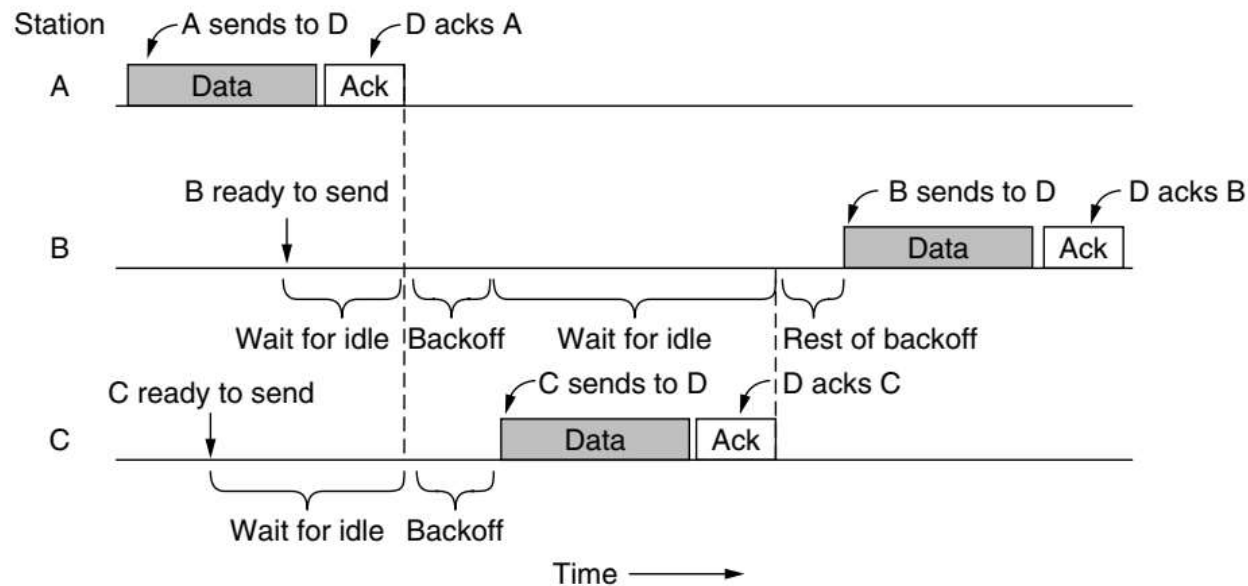 Station
A sends to D
D acks A
A
Data
Ack
B ready to send
B sends to D
D acks B
B
Data
Ack
Wait for idle
Backoff
Wait for idle
Rest of backoff
C ready to send
C sends to D
D acks C
C
Data
Ack
Wait for idle
Backoff
Time